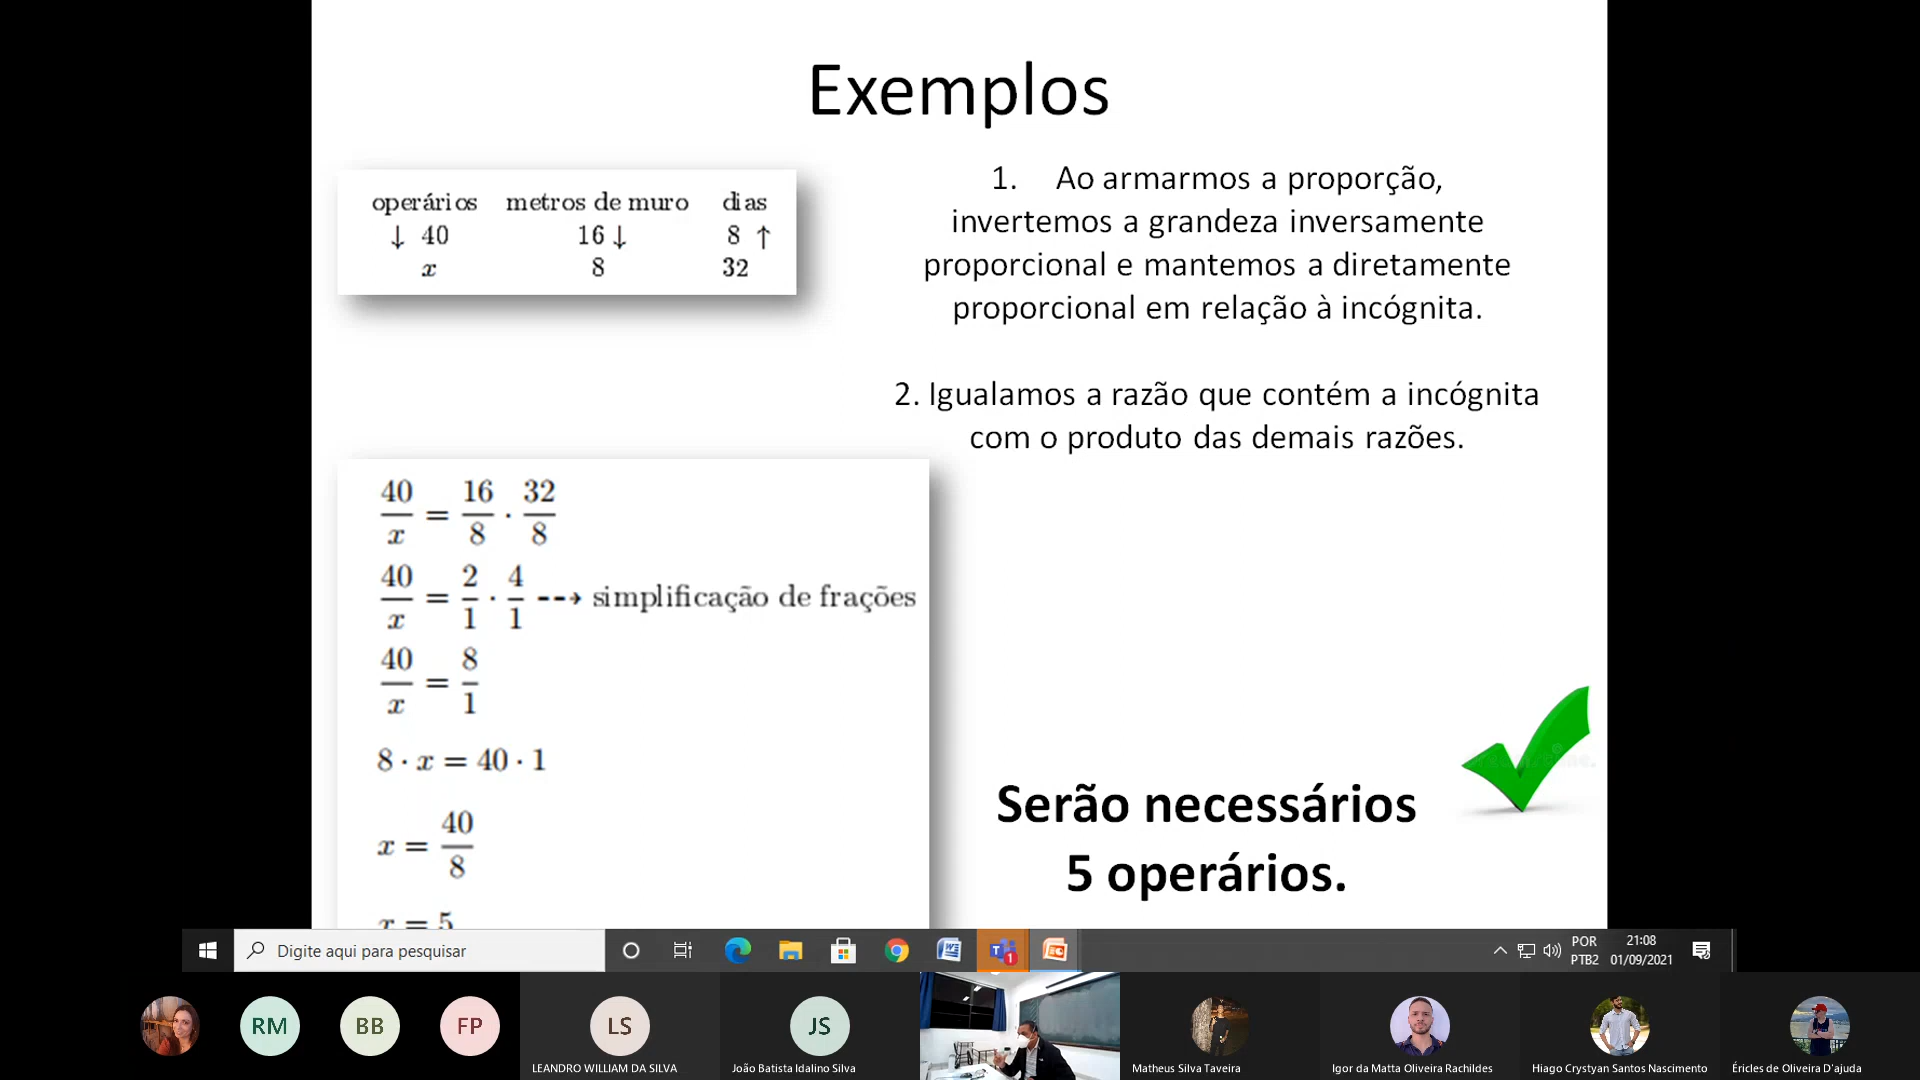 Exemplos
operários metros de muro dias
↓ 40 16 ↓ 8 ↑
x 8 32
1. Ao armarmos a proporção,
invertemos a grandeza inversamente
proporcional e mantemos a diretamente
proporcional em relação à incógnita.
2. Igualamos a razão que contém a incógnita
com o produto das demais razões.
40/x = 16/8 · 32/8
40/x = 2/1 · 4/1 --→ simplificação de frações
40/x = 8/1
8 · x = 40 · 1
x = 40/8
x = 5
Serão necessários
5 operários.
Digite aqui para pesquisar
1
POR
PTB2
21:08
01/09/2021
RM
BB
FP
LS
LEANDRO WILLIAM DA SILVA
JS
João Batista Idalino Silva
Matheus Silva Taveira
Igor da Matta Oliveira Rachildes
Hiago Crystyan Santos Nascimento
Éricles de Oliveira D'ajuda